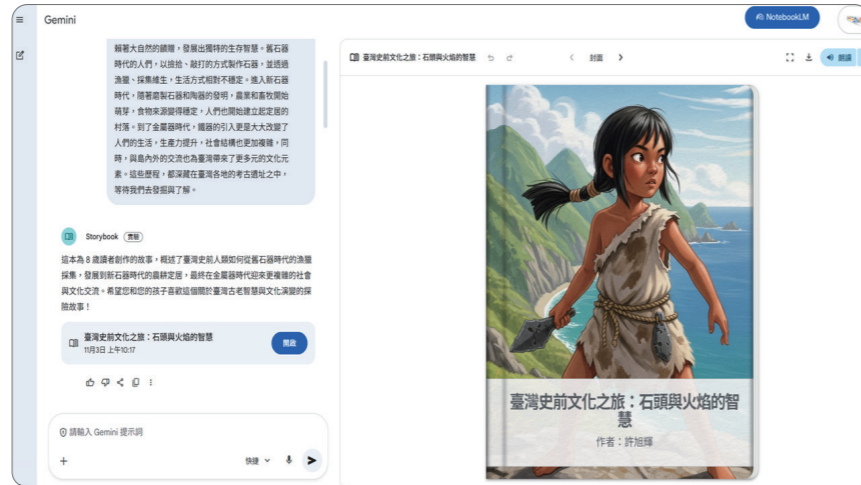 Gemini
NotebookLM
賴著大自然的餽贈，發展出獨特的生存智慧。舊石器
時代的人們，以撿拾、敲打的方式製作石器，並透過
漁獵、採集維生，生活方式相對不穩定。進入新石器
時代，隨著磨製石器和陶器的發明，農業和畜牧開始
萌芽，食物來源變得穩定，人們也開始建立起定居的
村落。到了金屬器時代，鐵器的引入更是大大改變了
人們的生活，生產力提升，社會結構也更加複雜，同
時，與島內外的交流也為臺灣帶來了更多元的文化元
素。這些歷程，都深藏在臺灣各地的考古遺址之中，
等待我們去發掘與了解。
Storybook 實驗
這本為 8 歲讀者創作的故事，概述了臺灣史前人類如何從舊石器時代的漁獵
採集，發展到新石器時代的農耕定居，最終在金屬器時代迎來更複雜的社會
與文化交流。希望您和您的孩子喜歡這個關於臺灣古老智慧與文化演變的探
險故事！
臺灣史前文化之旅：石頭與火焰的智慧
11月3日 上午10:17
開啟
請輸入 Gemini 提示詞
快捷
臺灣史前文化之旅：石頭與火焰的智慧
封面
朗讀
臺灣史前文化之旅：石頭與火焰的智
慧
作者：許旭輝